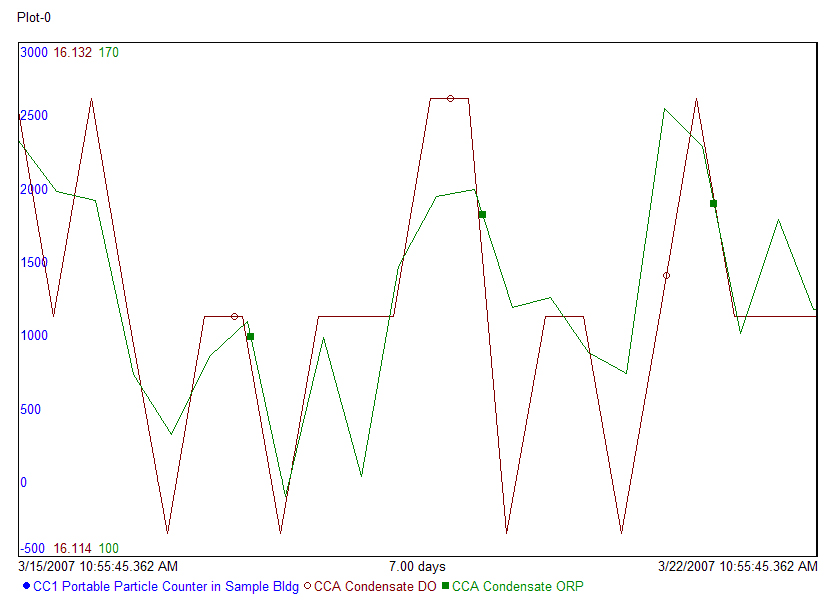 Plot-0
3000 16.132 170
2500
2000
1500
1000
500
0
-500 16.114 100
3/15/2007 10:55:45.362 AM 7.00 days 3/22/2007 10:55:45.362 AM
CC1 Portable Particle Counter in Sample Bldg CCA Condensate DO CCA Condensate ORP